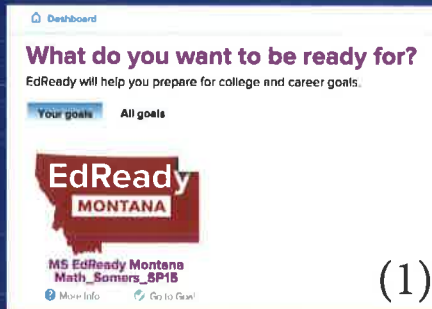 Dashboard
What do you want to be ready for?
EdReady will help you prepare for college and career goals.
Your goals All goals
EdReady
MONTANA
MS EdReady Montana
Math_Somers_SP15
More Info Go to Goal
(1)